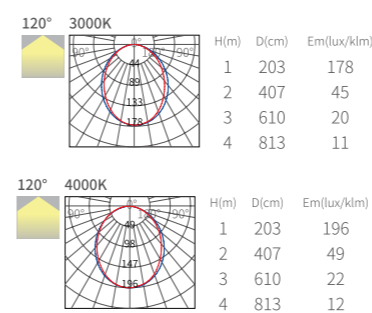 120° 3000K
90° 0° 120° 90°
44
89
133
178
H(m) D(cm) Em(lux/klm)
1 203 178
2 407 45
3 610 20
4 813 11
120° 4000K
90° 0° 120° 90°
49
98
147
196
H(m) D(cm) Em(lux/klm)
1 203 196
2 407 49
3 610 22
4 813 12